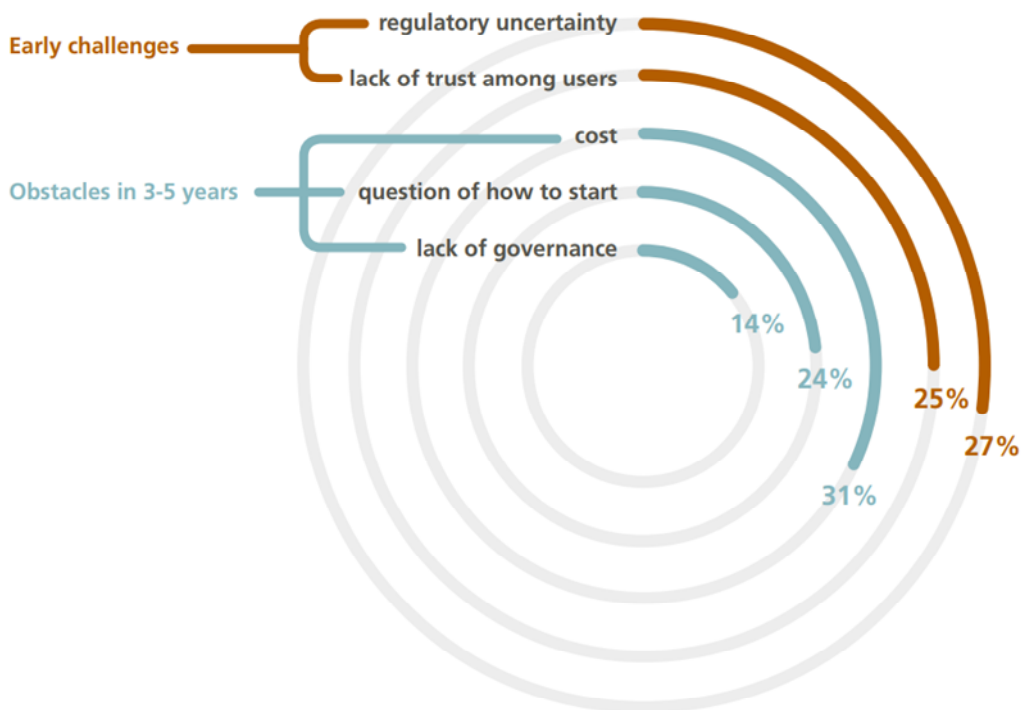 Early challenges
regulatory uncertainty
lack of trust among users
Obstacles in 3-5 years
cost
question of how to start
lack of governance
14%
24%
25%
27%
31%